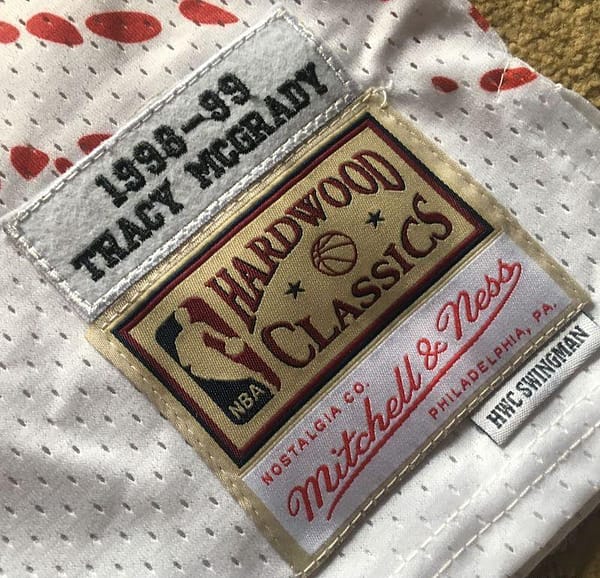 1998-99
TRACY MCGRADY
HARDWOOD
CLASSICS
NBA
NOSTALGIA CO.
Mitchell & Ness
PHILADELPHIA, PA.
HWC SWINGMAN